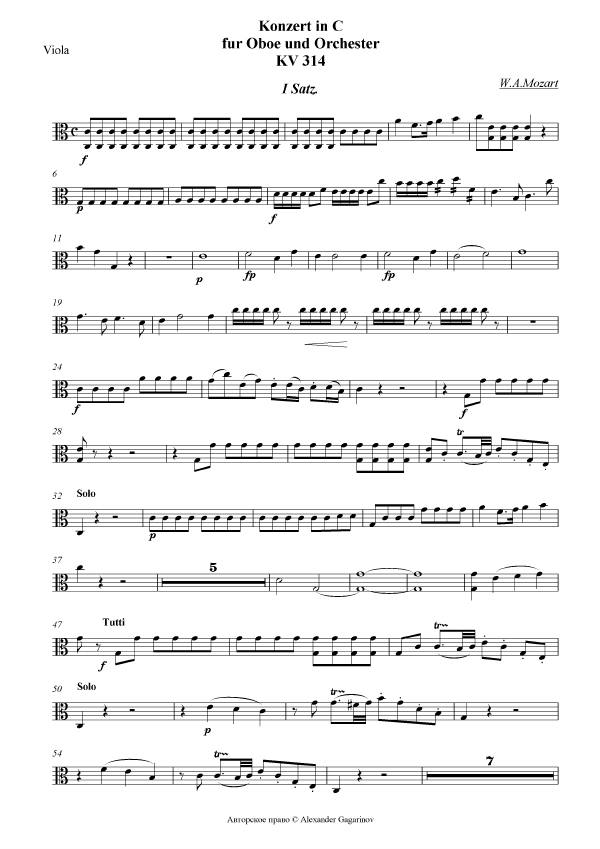 Konzert in C
fur Oboe und Orchester
KV 314
Viola
I Satz.
W.A.Mozart
f
6
p
f
11
p
fp
fp
19
24
f
f
28
tr
32
Solo
p
37
5
47
Tutti
f
tr
50
Solo
p
tr
54
tr
7
Авторское право © Alexander Gagarinov